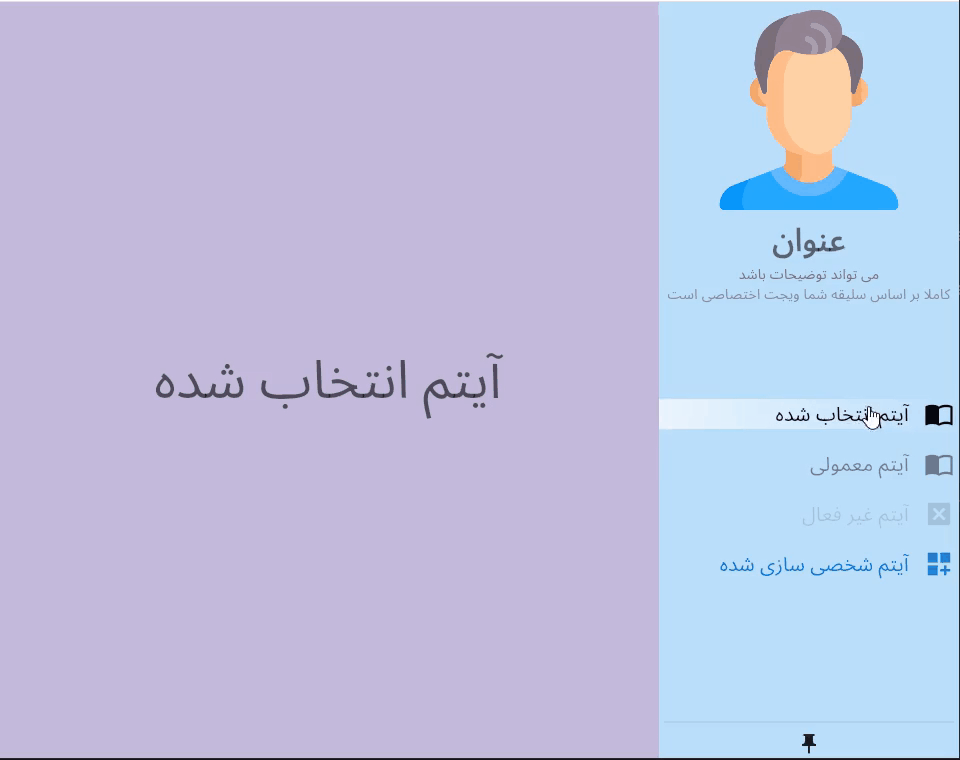 عنوان
می تواند توضیحات باشد
کاملا بر اساس سلیقه شما ویجت اختصاصی است
آیتم انتخاب شده
آیتم معمولی
آیتم غیر فعال
آیتم شخصی سازی شده
آیتم انتخاب شده